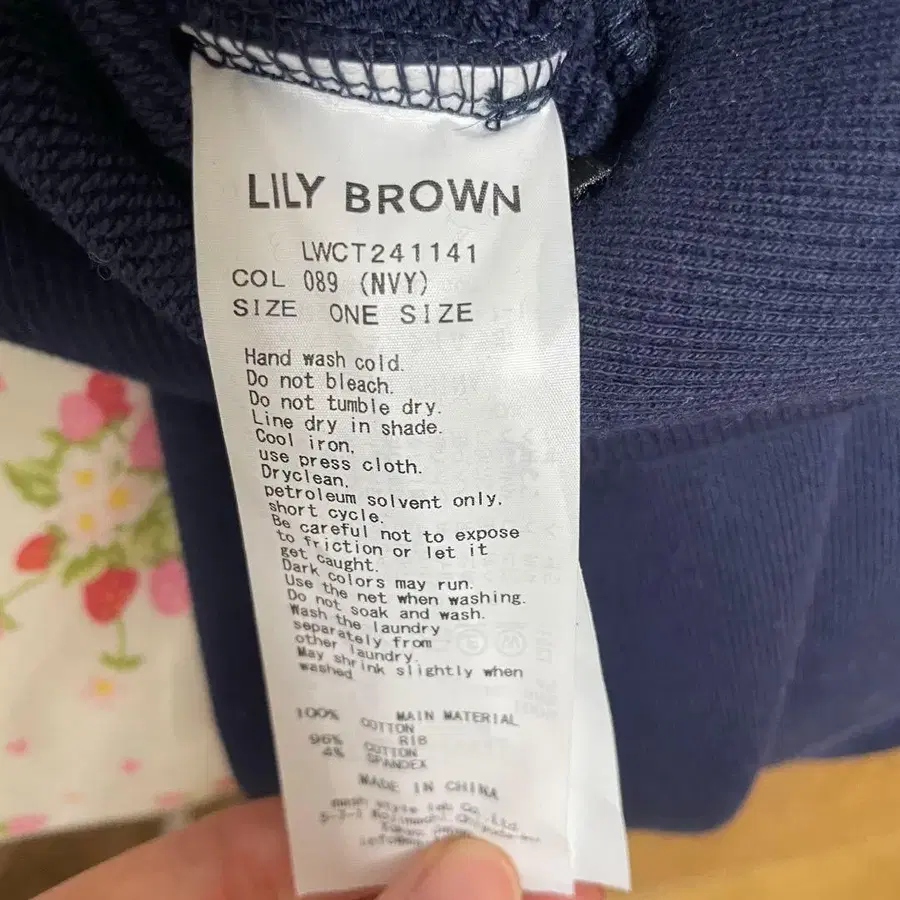 LILY BROWN
LWCT241141
COL 089 (NVY)
SIZE ONE SIZE
Hand wash cold.
Do not bleach.
Do not tumble dry.
Line dry in shade.
Cool iron.
use press cloth.
Dryclean.
petroleum solvent only.
short cycle.
Be careful not to expose
to friction or let it
get caught.
Dark colors may run.
Use the net when washing.
Do not soak and wash.
Wash the laundry
separately from
other laundry.
May shrink slightly when
washed
100% MAIN MATERIAL
COTTON
RIB
96% COTTON
4% SPANDEX
MADE IN CHINA
Co., Ltd.